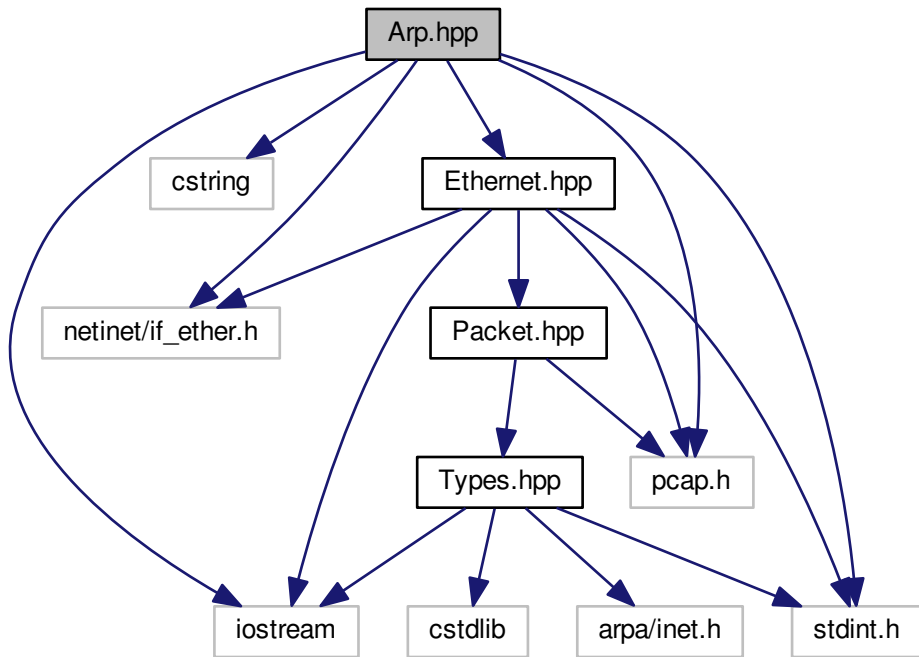 Arp.hpp
cstring
Ethernet.hpp
netinet/if_ether.h
Packet.hpp
Types.hpp
pcap.h
iostream
cstdlib
arpa/inet.h
stdint.h